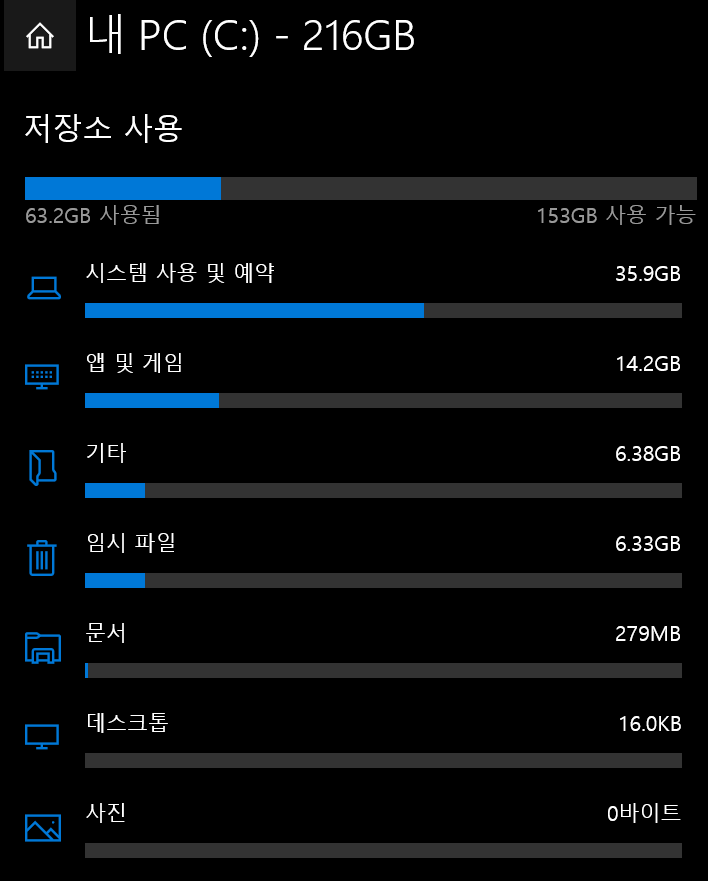 내 PC (C:) - 216GB
저장소 사용
63.2GB 사용됨 153GB 사용 가능
시스템 사용 및 예약 35.9GB
앱 및 게임 14.2GB
기타 6.38GB
임시 파일 6.33GB
문서 279MB
데스크톱 16.0KB
사진 0바이트